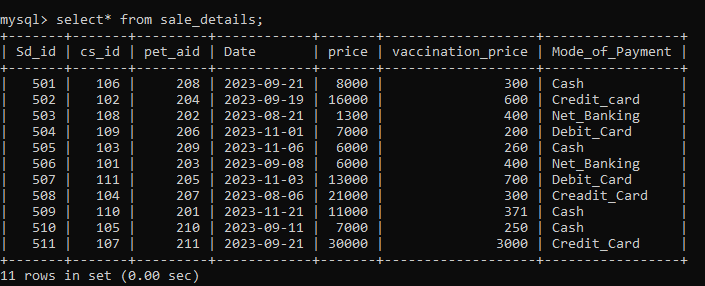 mysql> select* from sale_details;
+-------+-------+---------+------------+-------+-------------------+-----------------+
| Sd_id | cs_id | pet_aid | Date       | price | vaccination_price | Mode_of_Payment |
+-------+-------+---------+------------+-------+-------------------+-----------------+
|   501 |   106 |     208 | 2023-09-21 |  8000 |               300 | Cash            |
|   502 |   102 |     204 | 2023-09-19 | 16000 |               600 | Credit_card     |
|   503 |   108 |     202 | 2023-08-21 |  1300 |               400 | Net_Banking     |
|   504 |   109 |     206 | 2023-11-01 |  7000 |               200 | Debit_Card      |
|   505 |   103 |     209 | 2023-11-06 |  6000 |               260 | Cash            |
|   506 |   101 |     203 | 2023-09-08 |  6000 |               400 | Net_Banking     |
|   507 |   111 |     205 | 2023-11-03 | 13000 |               700 | Debit_Card      |
|   508 |   104 |     207 | 2023-08-06 | 21000 |               300 | Creadit_Card    |
|   509 |   110 |     201 | 2023-11-21 | 11000 |               371 | Cash            |
|   510 |   105 |     210 | 2023-09-11 |  7000 |               250 | Cash            |
|   511 |   107 |     211 | 2023-09-21 | 30000 |              3000 | Credit_Card     |
+-------+-------+---------+------------+-------+-------------------+-----------------+
11 rows in set (0.00 sec)